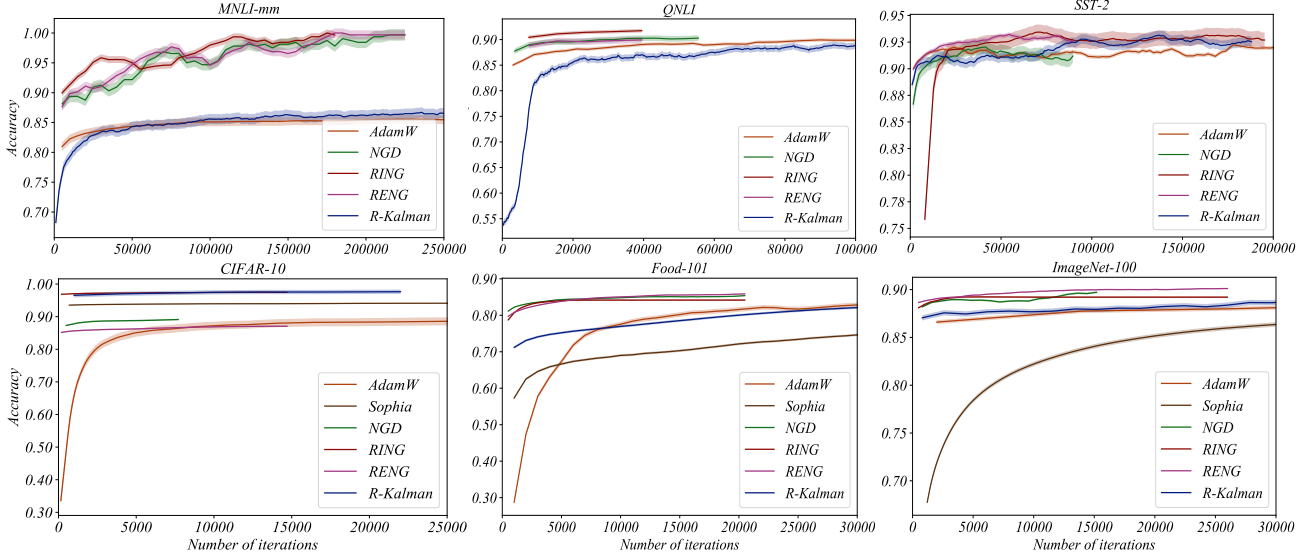 MNLI-mm
Accuracy
1.00
0.95
0.90
0.85
0.80
0.75
0.70
0
50000
100000
150000
200000
250000
AdamW
NGD
RING
RENG
R-Kalman
QNLI
0.90
0.85
0.80
0.75
0.70
0.65
0.60
0.55
0
20000
40000
60000
80000
100000
AdamW
NGD
RING
RENG
R-Kalman
SST-2
0.95
0.93
0.90
0.88
0.85
0.83
0.80
0.78
0.75
0
50000
100000
150000
200000
AdamW
NGD
RING
RENG
R-Kalman
CIFAR-10
Accuracy
1.00
0.90
0.80
0.70
0.60
0.50
0.40
0.30
0
5000
10000
15000
20000
25000
Number of iterations
AdamW
Sophia
NGD
RING
RENG
R-Kalman
Food-101
0.90
0.80
0.70
0.60
0.50
0.40
0.30
0
5000
10000
15000
20000
25000
30000
Number of iterations
AdamW
Sophia
NGD
RING
RENG
R-Kalman
ImageNet-100
0.90
0.85
0.80
0.75
0.70
0
5000
10000
15000
20000
25000
30000
Number of iterations
AdamW
Sophia
NGD
RING
RENG
R-Kalman